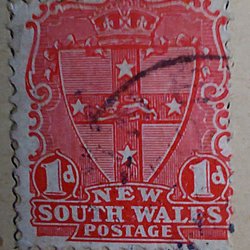 1d 1d
NEW
SOUTH WALES
POSTAGE